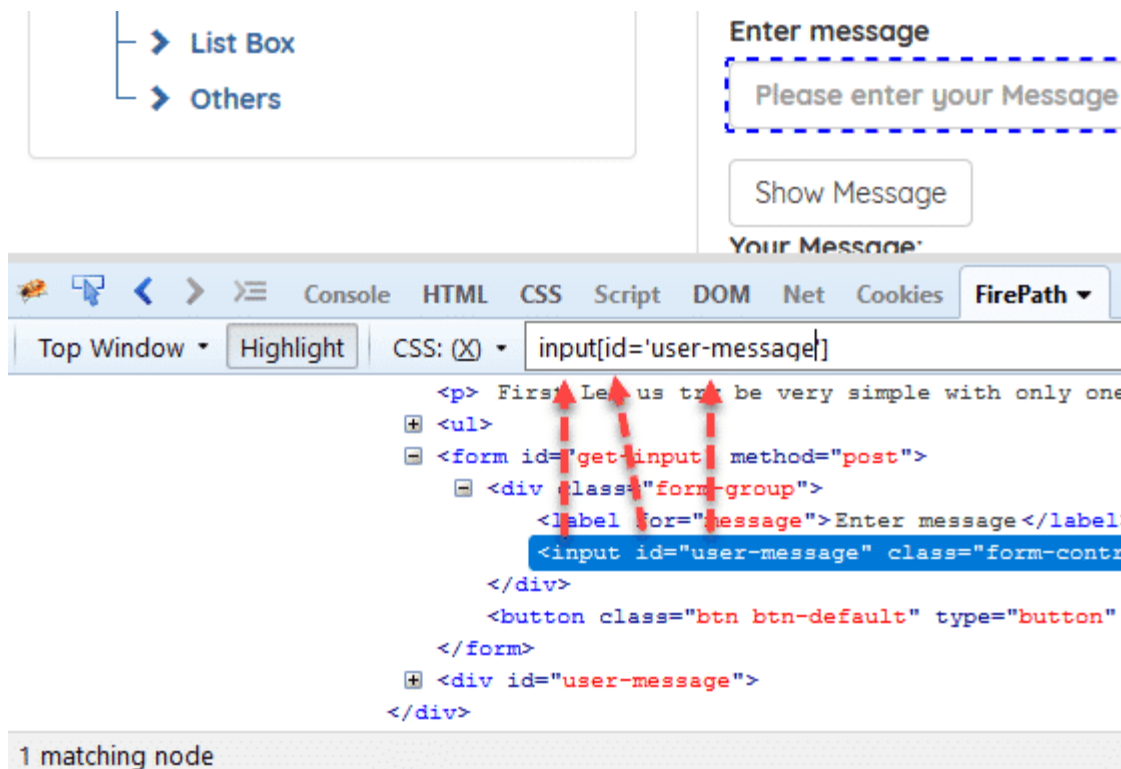 List Box
Others
Enter message
Please enter your Message
Show Message
Your Message:
Console HTML CSS Script DOM Net Cookies FirePath
Top Window Highlight CSS: (X) input[id='user-message']
<p> First Let us try be very simple with only one
<ul>
<form id="get-input" method="post">
<div class="form-group">
<label for="message">Enter message</label>
<input id="user-message" class="form-contr
</div>
<button class="btn btn-default" type="button"
</form>
<div id="user-message">
</div>
1 matching node